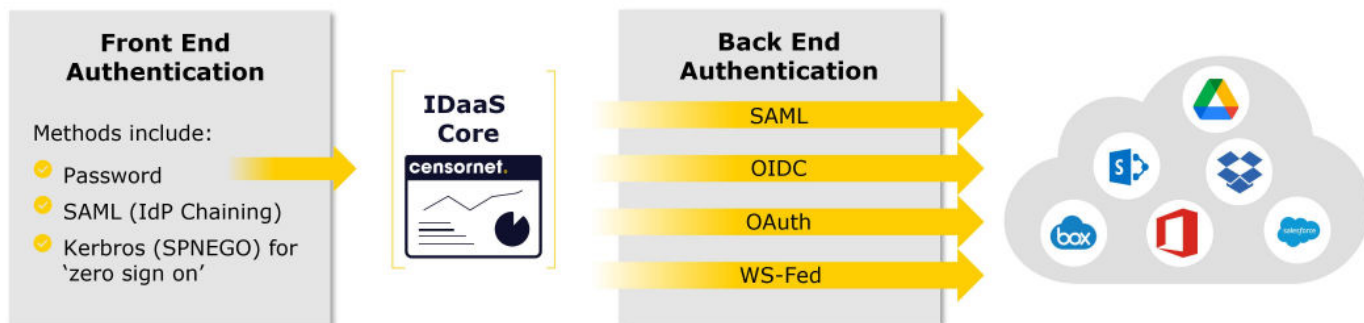 Front End
Authentication
Methods include:
Password
SAML (IdP Chaining)
Kerbros (SPNEGO) for
‘zero sign on’
IDaaS
Core
censornet.
Back End
Authentication
SAML
OIDC
OAuth
WS-Fed
S
box
salesforce